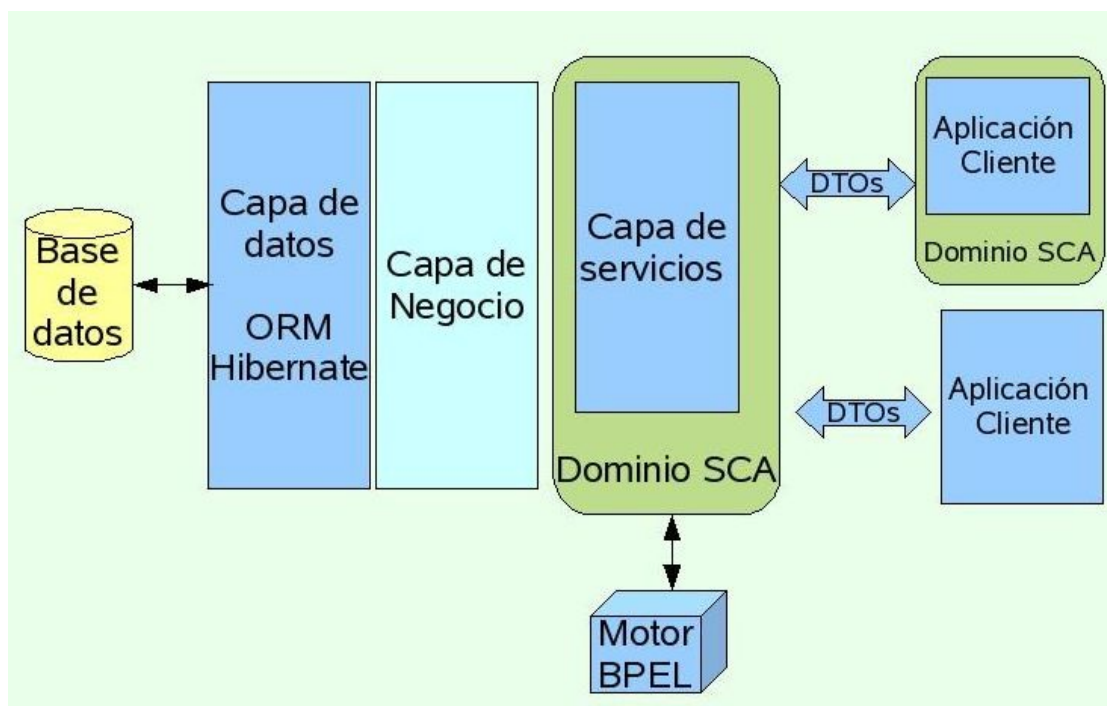 Base
de
datos
Capa de
datos
ORM
Hibernate
Capa de
Negocio
Capa de
servicios
Dominio SCA
DTOs
Aplicación
Cliente
Dominio SCA
DTOs
Aplicación
Cliente
Motor
BPEL